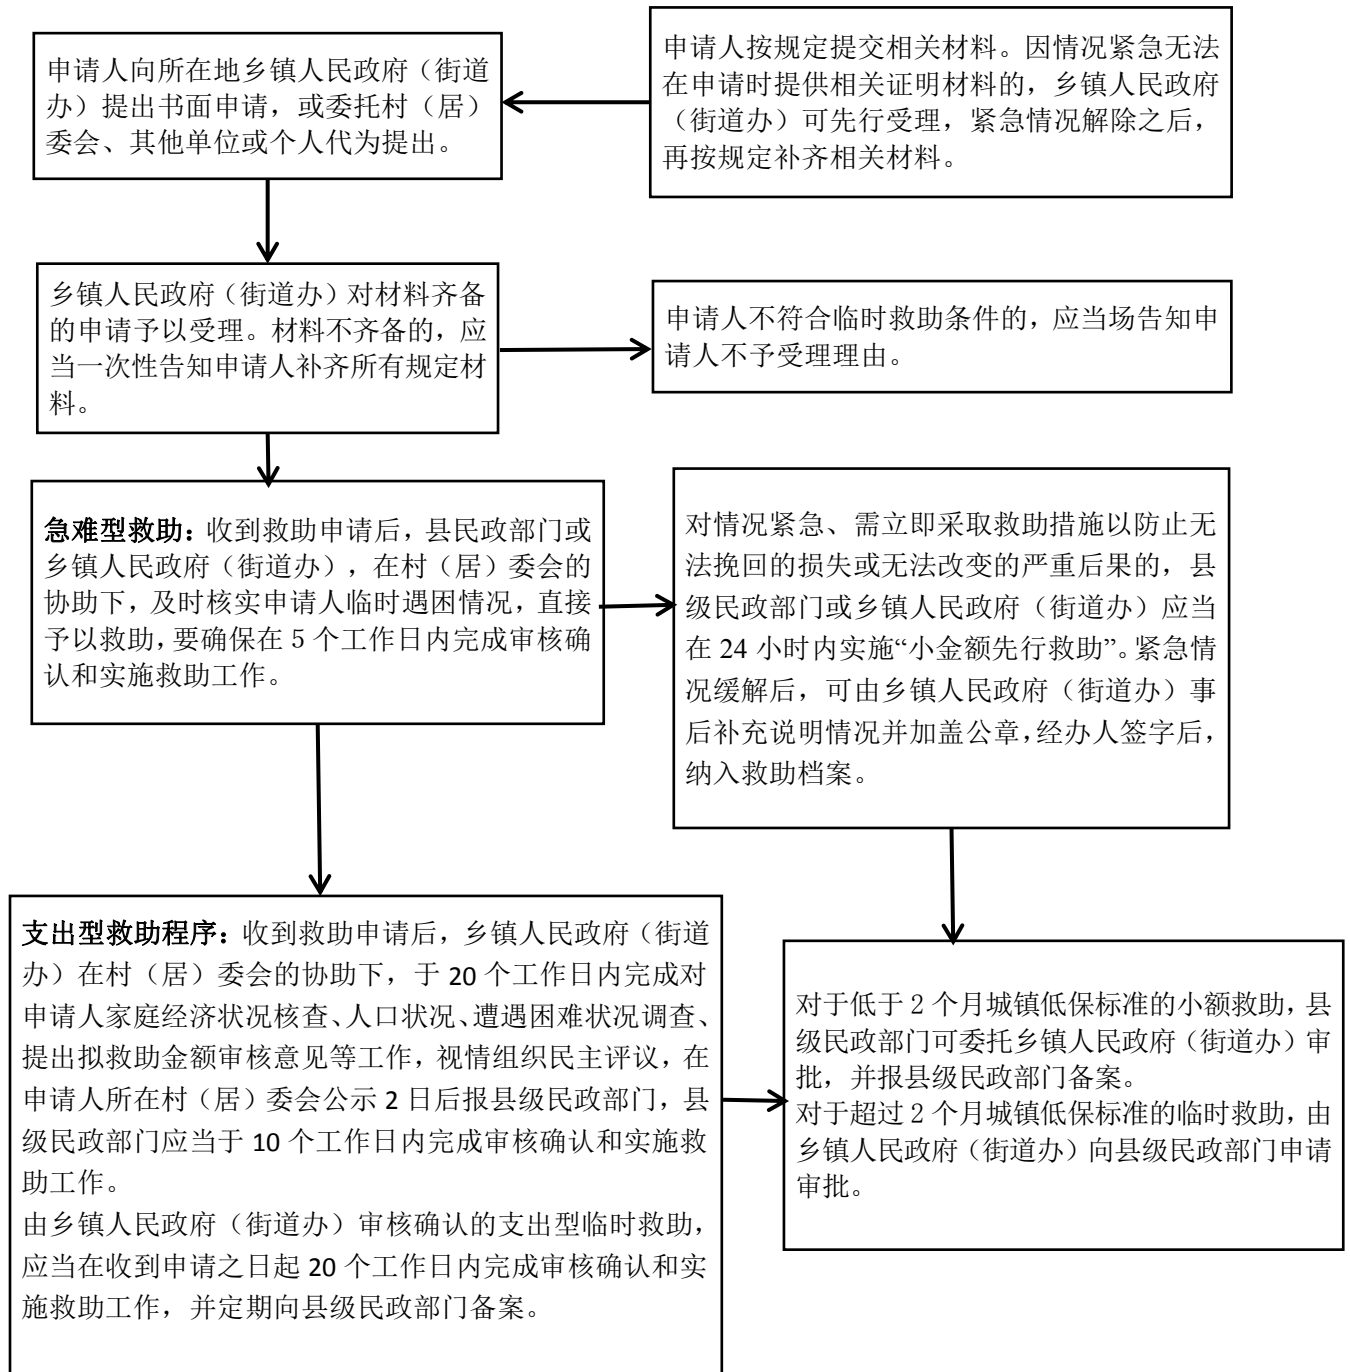 申请人向所在地乡镇人民政府（街道
办）提出书面申请，或委托村（居）
委会、其他单位或个人代为提出。
申请人按规定提交相关材料。因情况紧急无法
在申请时提供相关证明材料的，乡镇人民政府
（街道办）可先行受理，紧急情况解除之后，
再按规定补齐相关材料。
乡镇人民政府（街道办）对材料齐备
的申请予以受理。材料不齐备的，应
当一次性告知申请人补齐所有规定材
料。
申请人不符合临时救助条件的，应当场告知申
请人不予受理理由。
急难型救助：收到救助申请后，县民政部门或
乡镇人民政府（街道办），在村（居）委会的
协助下，及时核实申请人临时遇困情况，直接
予以救助，要确保在 5 个工作日内完成审核确
认和实施救助工作。
对情况紧急、需立即采取救助措施以防止无
法挽回的损失或无法改变的严重后果的，县
级民政部门或乡镇人民政府（街道办）应当
在 24 小时内实施“小金额先行救助”。紧急情
况缓解后，可由乡镇人民政府（街道办）事
后补充说明情况并加盖公章，经办人签字后，
纳入救助档案。
支出型救助程序：收到救助申请后，乡镇人民政府（街道
办）在村（居）委会的协助下，于 20 个工作日内完成对
申请人家庭经济状况核查、人口状况、遭遇困难状况调查、
提出拟救助金额审核意见等工作，视情组织民主评议，在
申请人所在村（居）委会公示 2 日后报县级民政部门，县
级民政部门应当于 10 个工作日内完成审核确认和实施救
助工作。
由乡镇人民政府（街道办）审核确认的支出型临时救助，
应当在收到申请之日起 20 个工作日内完成审核确认和实
施救助工作，并定期向县级民政部门备案。
对于低于 2 个月城镇低保标准的小额救助，县
级民政部门可委托乡镇人民政府（街道办）审
批，并报县级民政部门备案。
对于超过 2 个月城镇低保标准的临时救助，由
乡镇人民政府（街道办）向县级民政部门申请
审批。